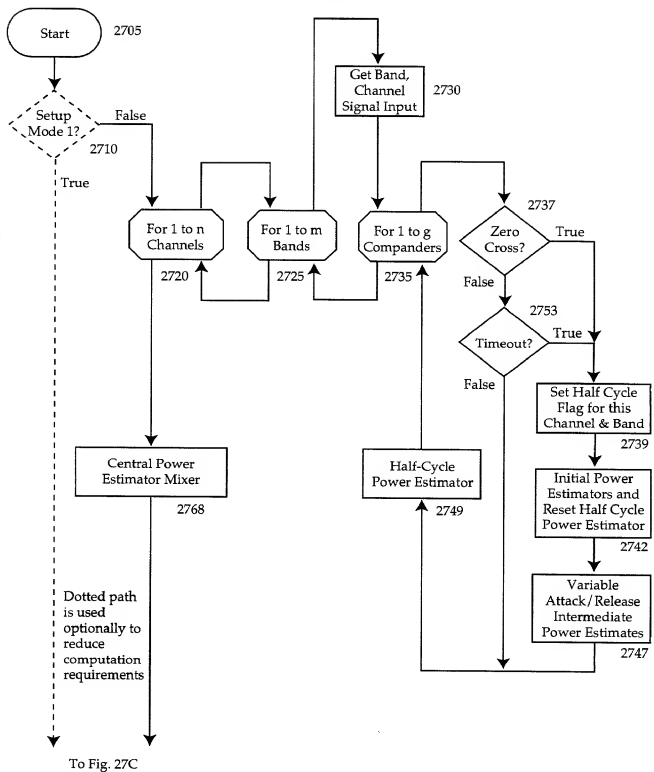 Start
2705
Setup
Mode 1?
2710
False
True
For 1 to n
Channels
2720
For 1 to m
Bands
2725
Get Band,
Channel
Signal Input
2730
For 1 to g
Companders
2735
2737
Zero
Cross?
True
False
2753
Timeout?
True
False
Set Half Cycle
Flag for this
Channel & Band
2739
Initial Power
Estimators and
Reset Half Cycle
Power Estimator
2742
Variable
Attack/Release
Intermediate
Power Estimates
2747
Half-Cycle
Power Estimator
2749
Central Power
Estimator Mixer
2768
Dotted path
is used
optionally to
reduce
computation
requirements
To Fig. 27C